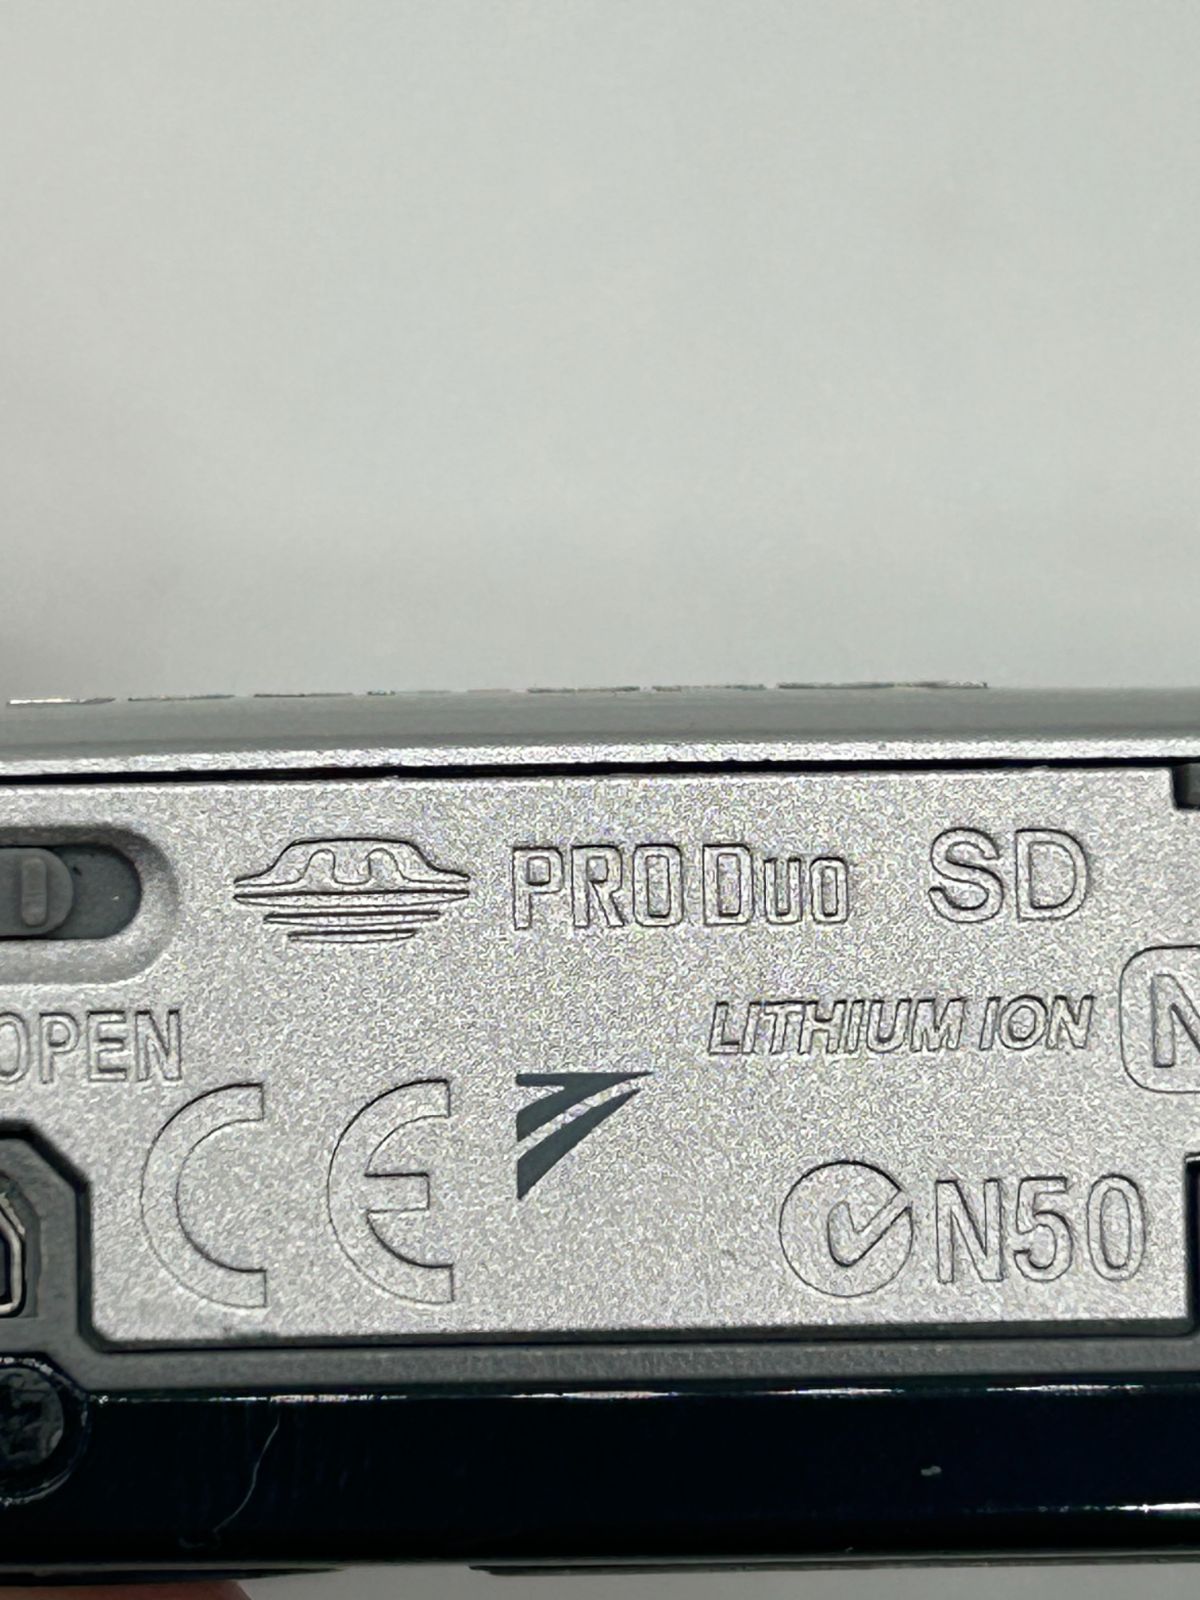 PRO DUO SD
OPEN
LITHIUM ION
N
CE
N50